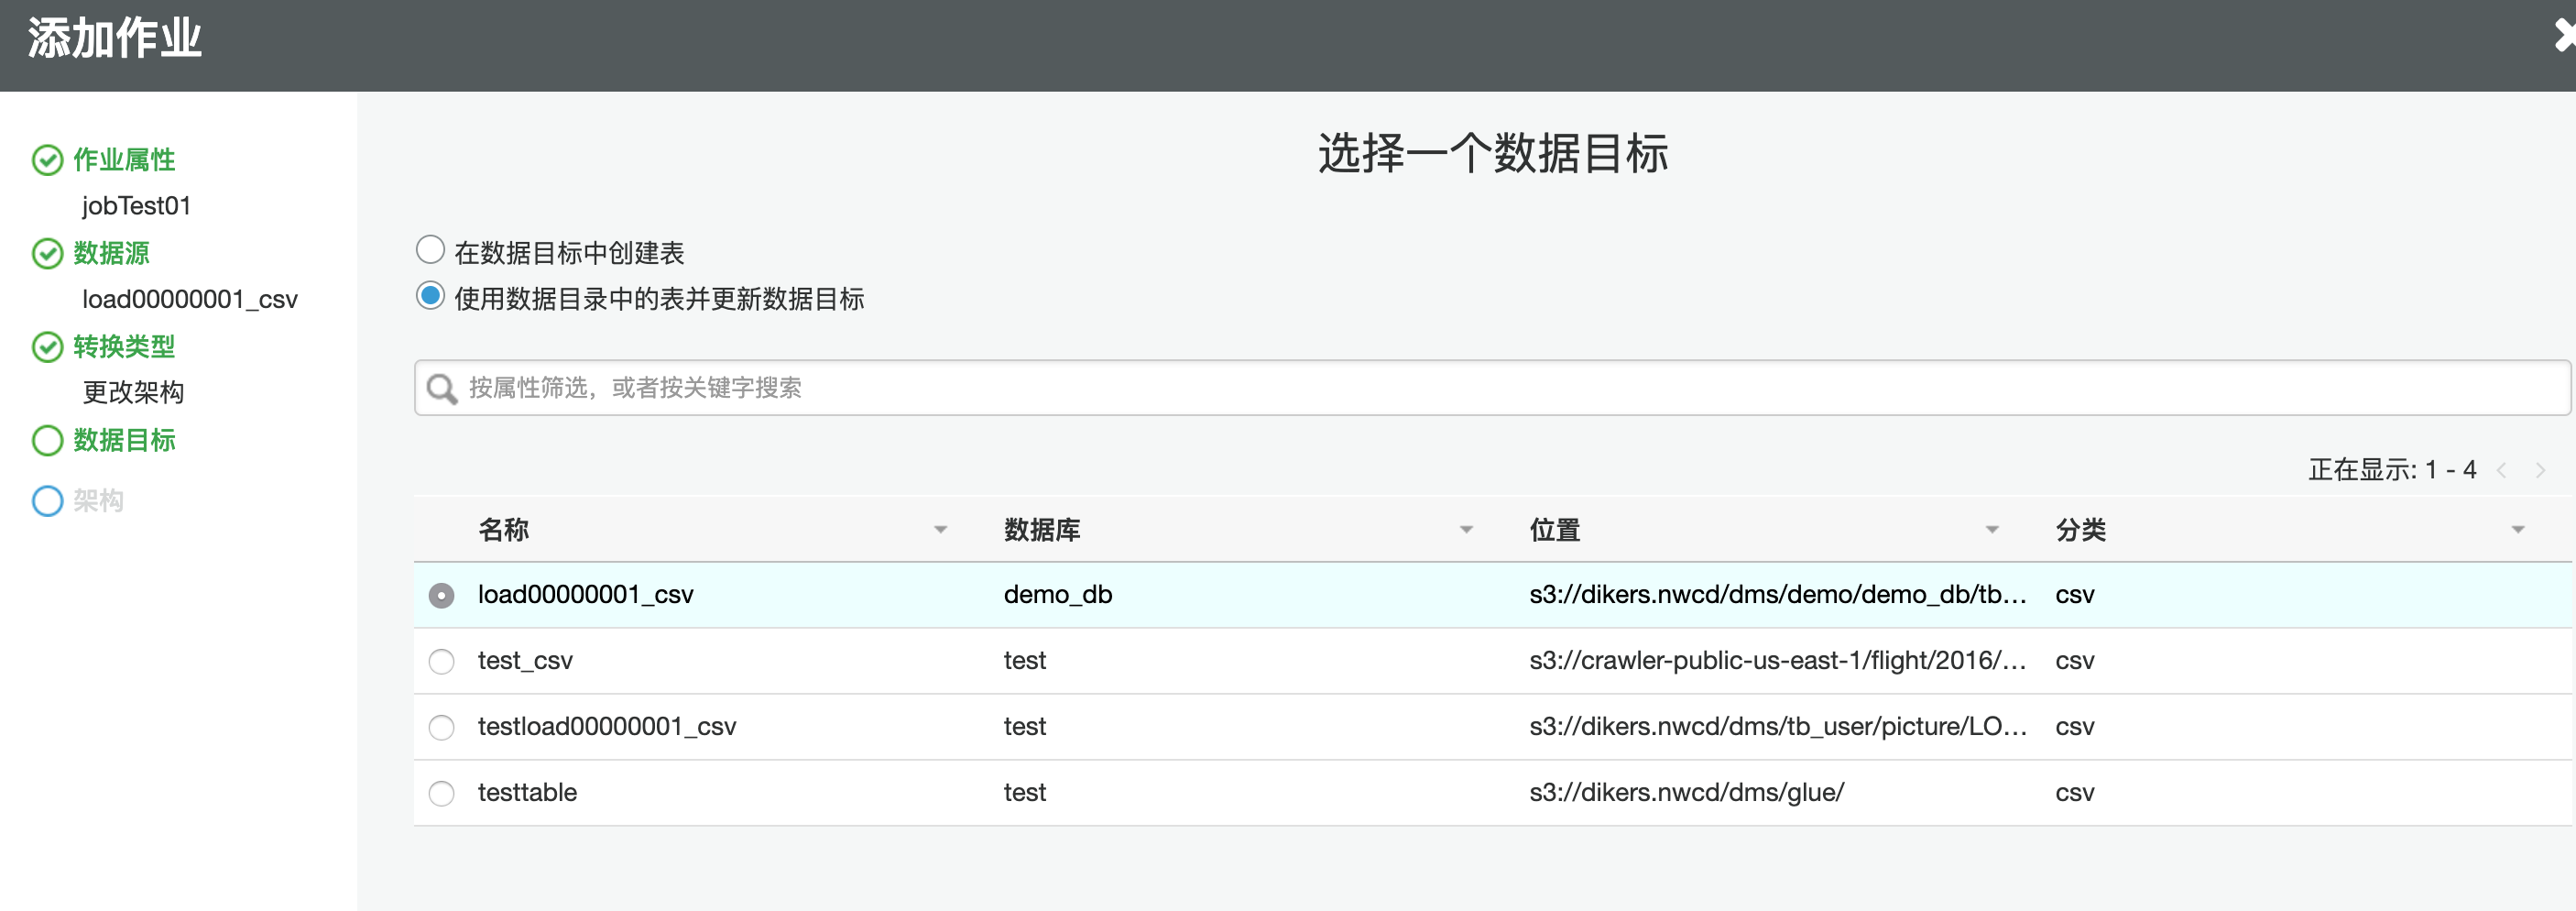 添加作业
作业属性
jobTest01
数据源
load00000001_csv
转换类型
更改架构
数据目标
架构
选择一个数据目标
在数据目标中创建表
使用数据目录中的表并更新数据目标
按属性筛选，或者按关键字搜索
正在显示: 1 - 4
名称 数据库 位置 分类
load00000001_csv demo_db s3://dikers.nwcd/dms/demo/demo_db/tb... csv
test_csv test s3://crawler-public-us-east-1/flight/2016/... csv
testload00000001_csv test s3://dikers.nwcd/dms/tb_user/picture/LO... csv
testtable test s3://dikers.nwcd/dms/glue/ csv